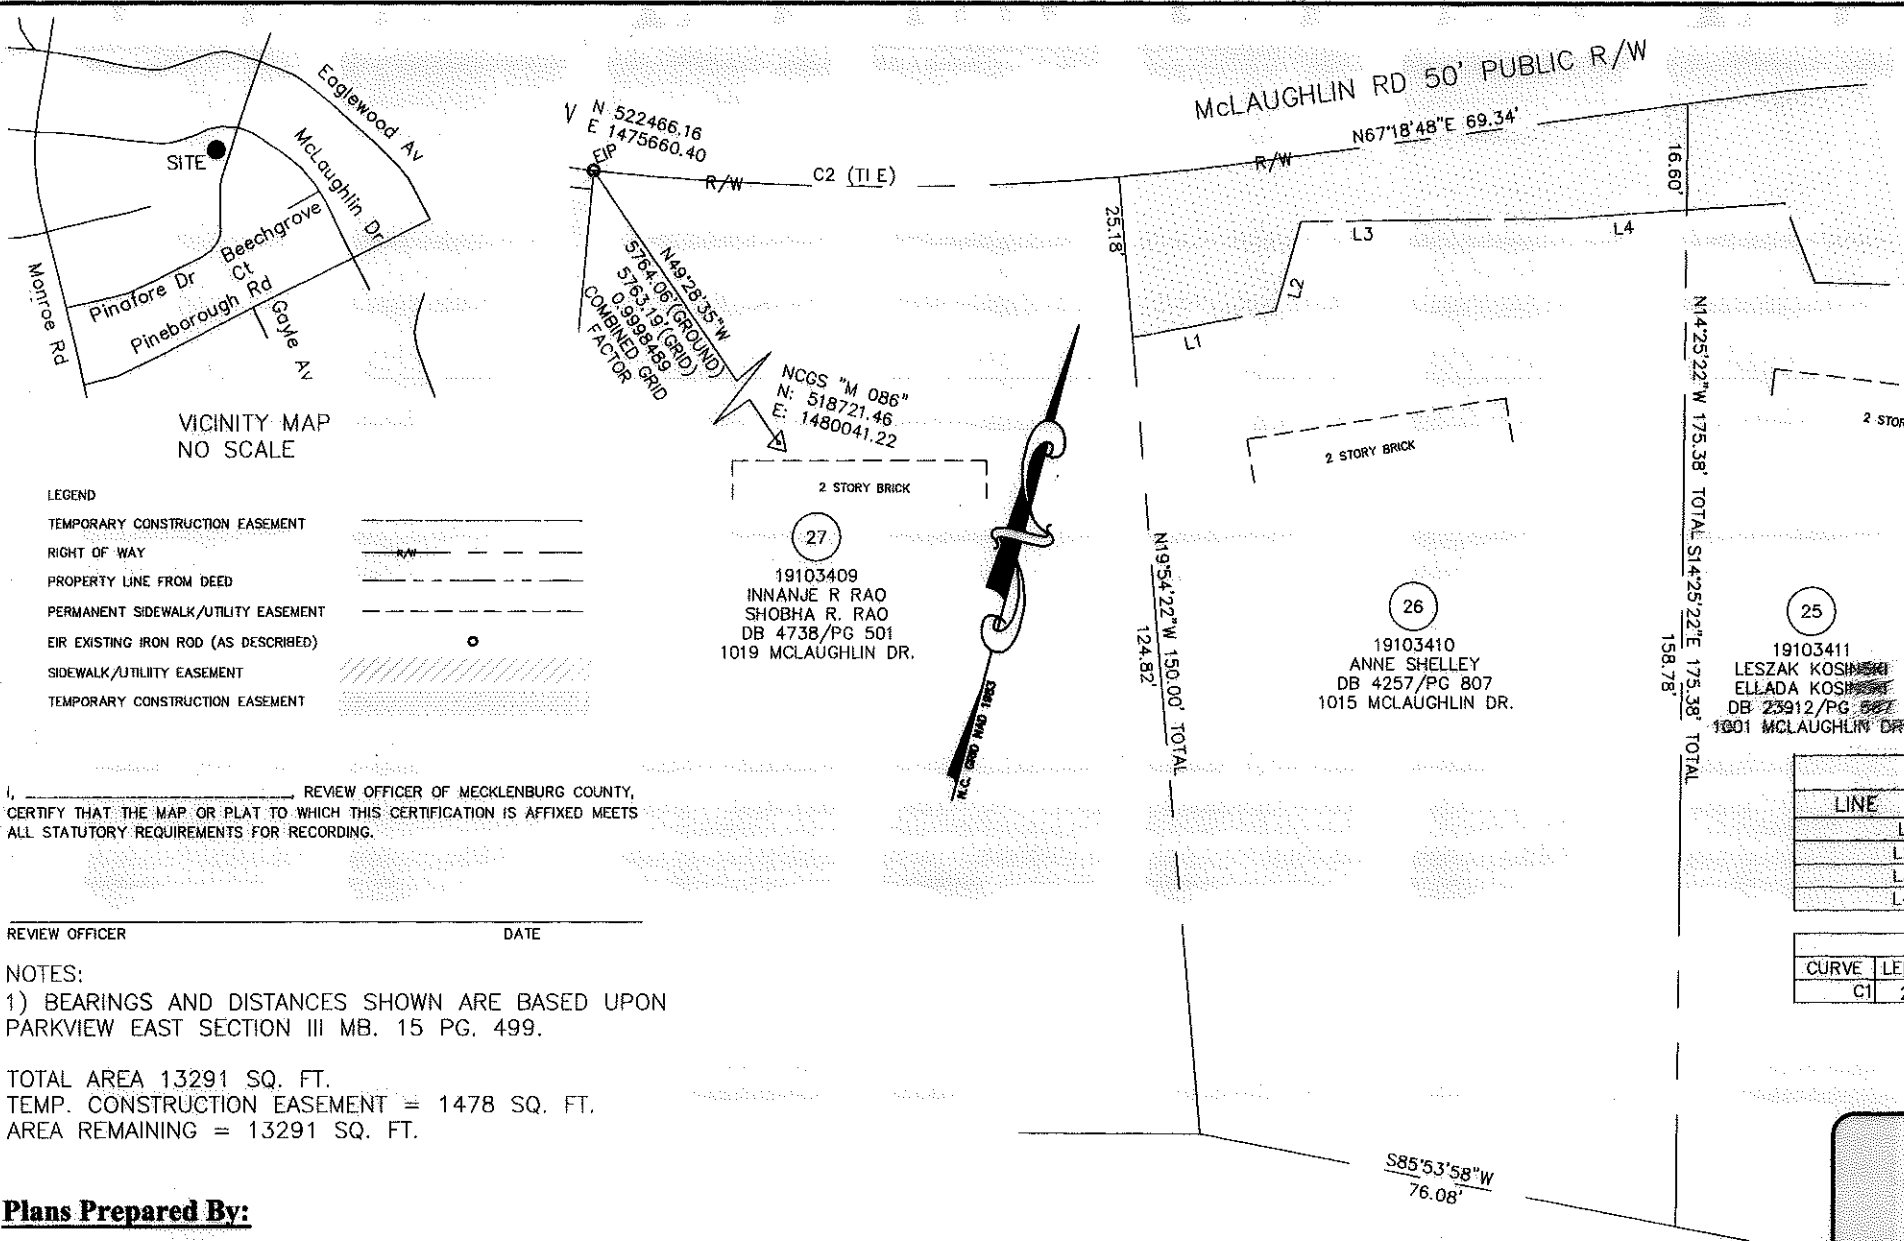 Eaglewood Av
McLaughlin Dr
SITE
Beechgrove
Ct
Pinafore Dr
Pineborough Rd
Monroe Rd
Gayle Av
VICINITY MAP
NO SCALE
N 522466.16
E 1475660.40
EIP
R/W
C2 (TI E)
McLAUGHLIN RD 50' PUBLIC R/W
N67°18'48"E 69.34'
R/W
16.60'
25.18'
L1
L2
L3
L4
N49°28'35"W
5764.06'(GROUND)
5763.19'(GRID)
0.9998489
COMBINED GRID
FACTOR
NCGS "M 086"
N: 518721.46
E: 1480041.22
2 STORY BRICK
2 STORY BRICK
2 STOR
LEGEND
TEMPORARY CONSTRUCTION EASEMENT
RIGHT OF WAY
R/W
PROPERTY LINE FROM DEED
PERMANENT SIDEWALK/UTILITY EASEMENT
EIR EXISTING IRON ROD (AS DESCRIBED)
SIDEWALK/UTILIITY EASEMENT
TEMPORARY CONSTRUCTION EASEMENT
27
19103409
INNANJE R RAO
SHOBHA R. RAO
DB 4738/PG 501
1019 MCLAUGHLIN DR.
N.C. GRID NAD 1983
N19°54'22"W 150.00' TOTAL
124.82'
26
19103410
ANNE SHELLEY
DB 4257/PG 807
1015 MCLAUGHLIN DR.
N14°25'22"W 175.38' TOTAL S14°25'22"E 175.38' TOTAL
158.78'
25
19103411
LESZAK KOSINSKI
ELLADA KOSINSKI
DB 23912/PG
1001 MCLAUGHLIN DR
I, REVIEW OFFICER OF MECKLENBURG COUNTY,
CERTIFY THAT THE MAP OR PLAT TO WHICH THIS CERTIFICATION IS AFFIXED MEETS
ALL STATUTORY REQUIREMENTS FOR RECORDING.
REVIEW OFFICER DATE
LINE
L
L
L
L
CURVE LE
C1 2
NOTES:
1) BEARINGS AND DISTANCES SHOWN ARE BASED UPON
PARKVIEW EAST SECTION III MB. 15 PG. 499.
TOTAL AREA 13291 SQ. FT.
TEMP. CONSTRUCTION EASEMENT = 1478 SQ. FT.
AREA REMAINING = 13291 SQ. FT.
S85°53'58"W
76.08'
Plans Prepared By: